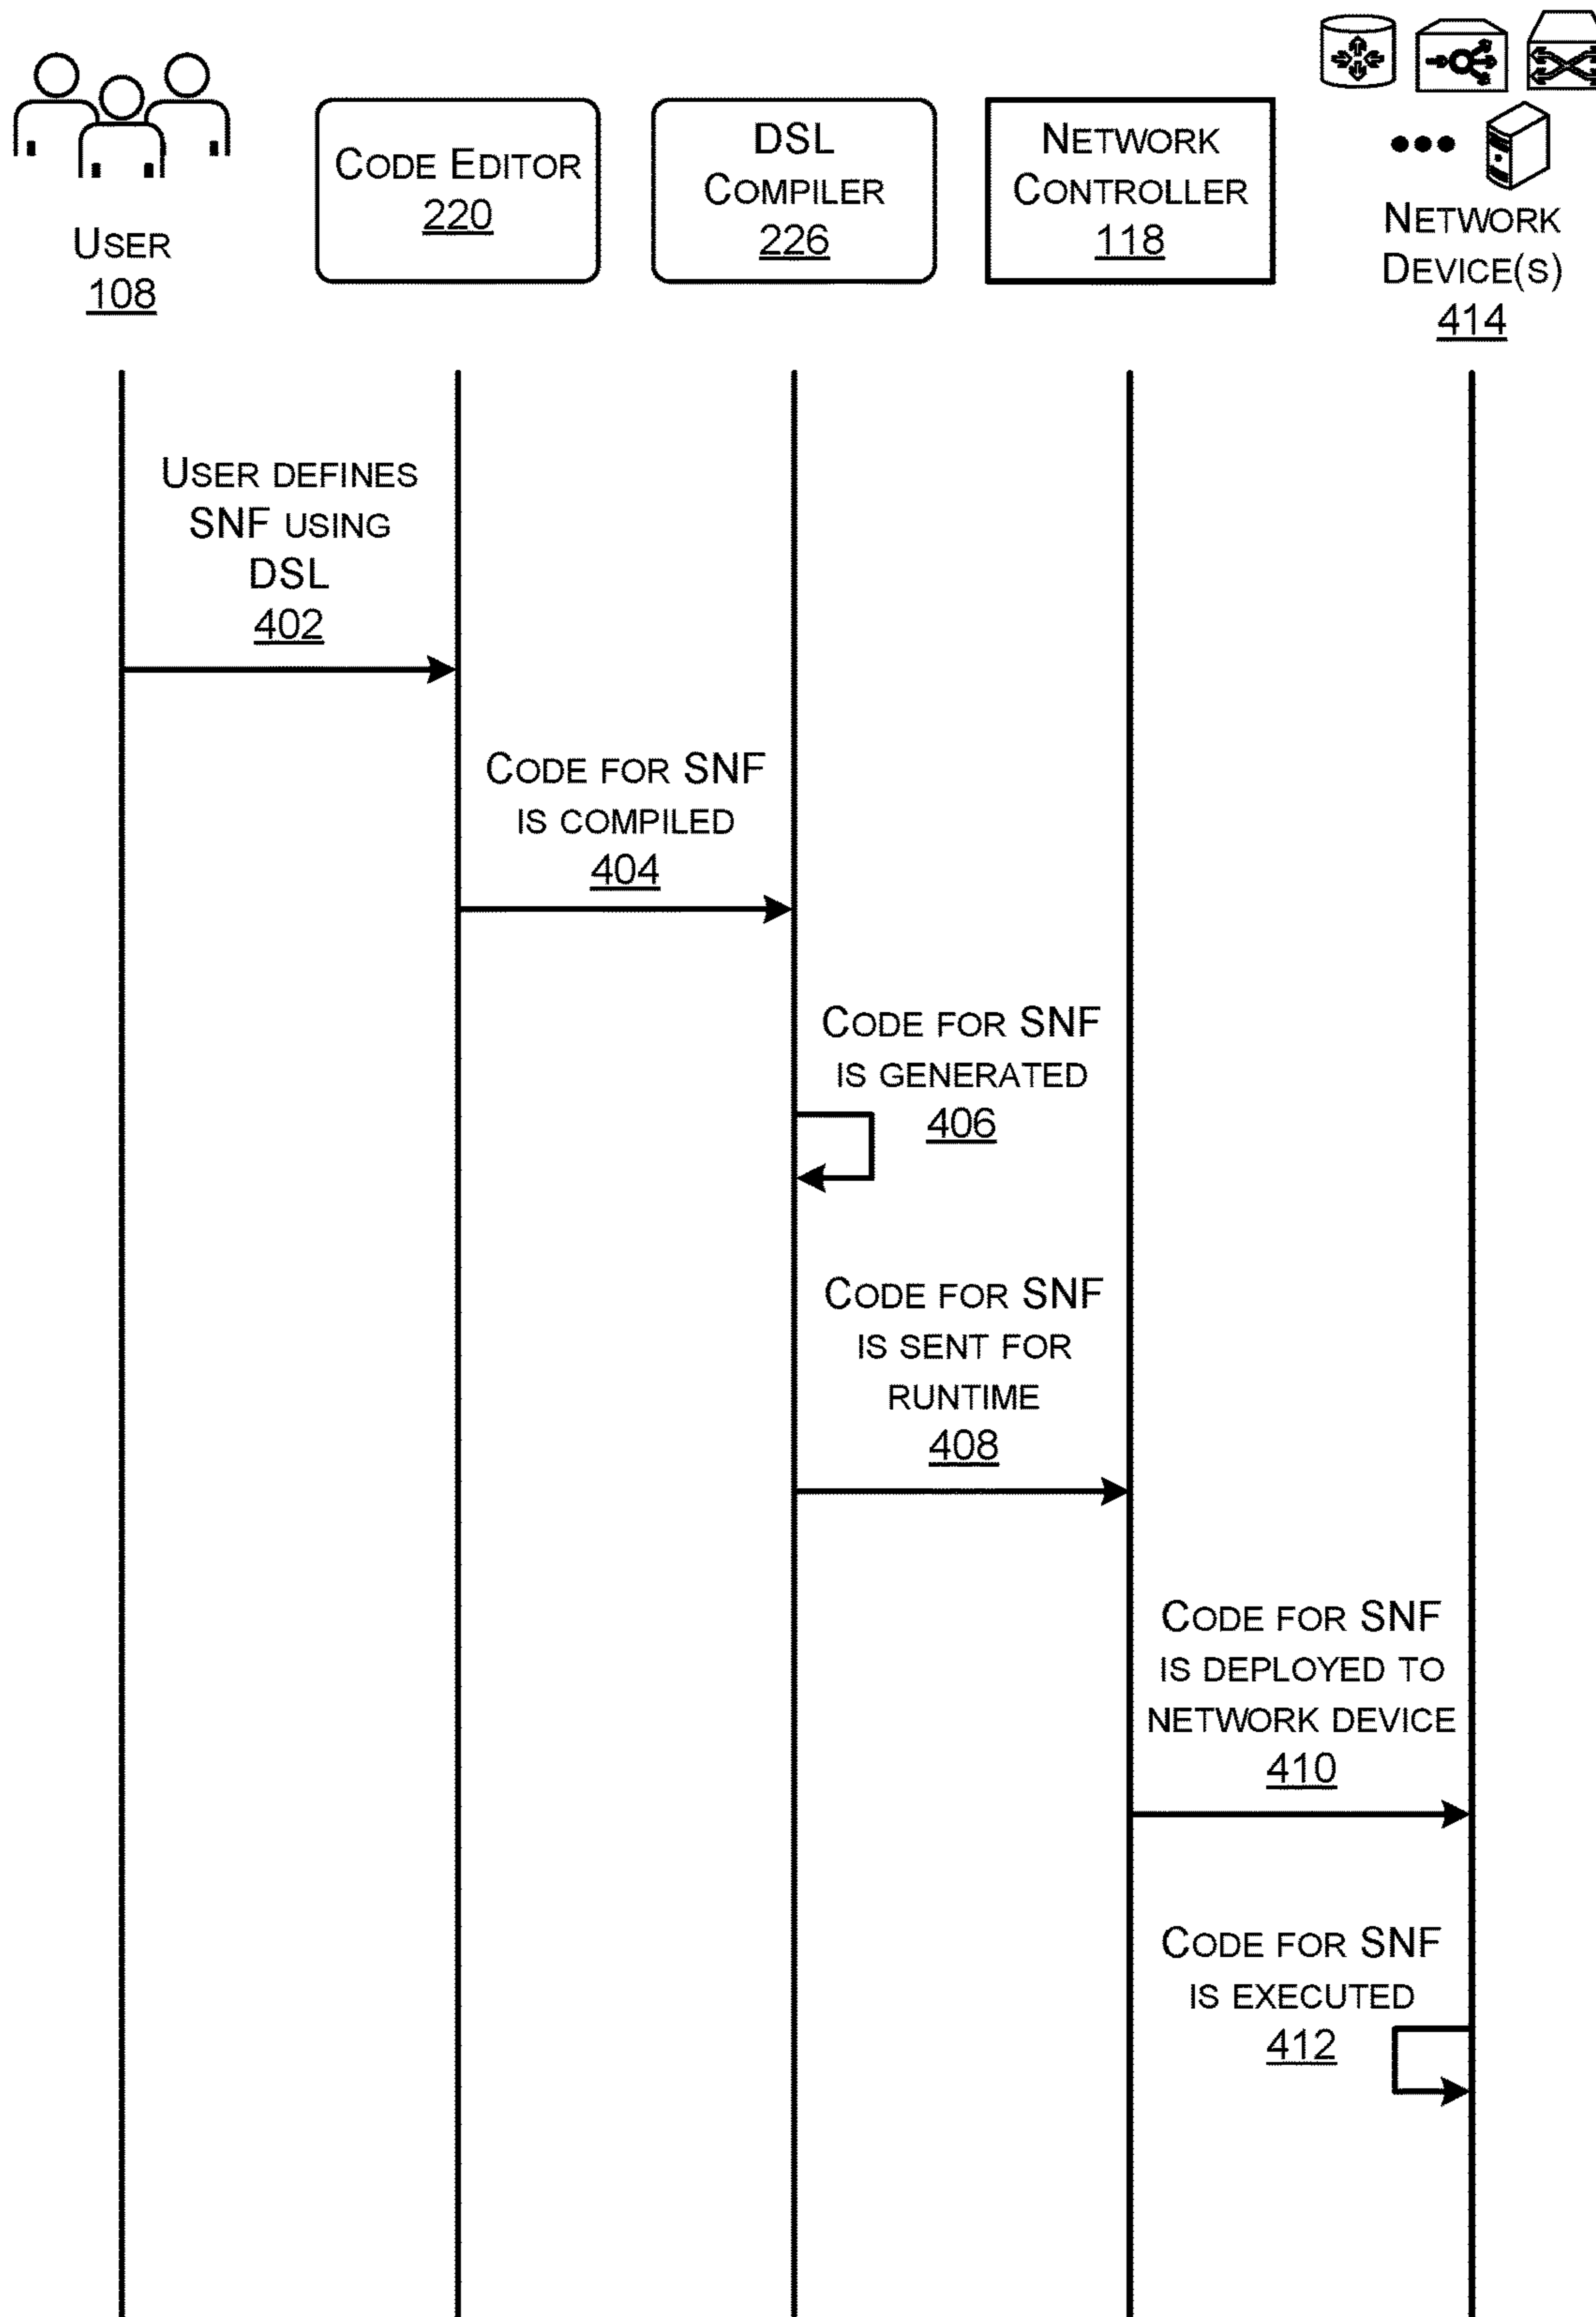 USER
108
CODE EDITOR
220
DSL
COMPILER
226
NETWORK
CONTROLLER
118
NETWORK
DEVICE(S)
414
USER DEFINES
SNF USING
DSL
402
CODE FOR SNF
IS COMPILED
404
CODE FOR SNF
IS GENERATED
406
CODE FOR SNF
IS SENT FOR
RUNTIME
408
CODE FOR SNF
IS DEPLOYED TO
NETWORK DEVICE
410
CODE FOR SNF
IS EXECUTED
412